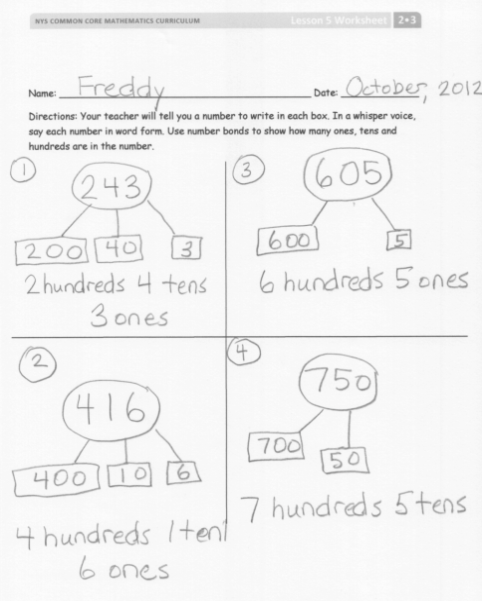 NYS COMMON CORE MATHEMATICS CURRICULUM Lesson 5 Worksheet 2•3
Name: Freddy Date: October, 2012
Directions: Your teacher will tell you a number to write in each box. In a whisper voice,
say each number in word form. Use number bonds to show how many ones, tens and
hundreds are in the number.
1
243
200 40 3
2 hundreds 4 tens
3 ones
2
416
400 10 6
4 hundreds 1 ten
6 ones
3
605
600 5
6 hundreds 5 ones
4
750
700 50
7 hundreds 5 tens